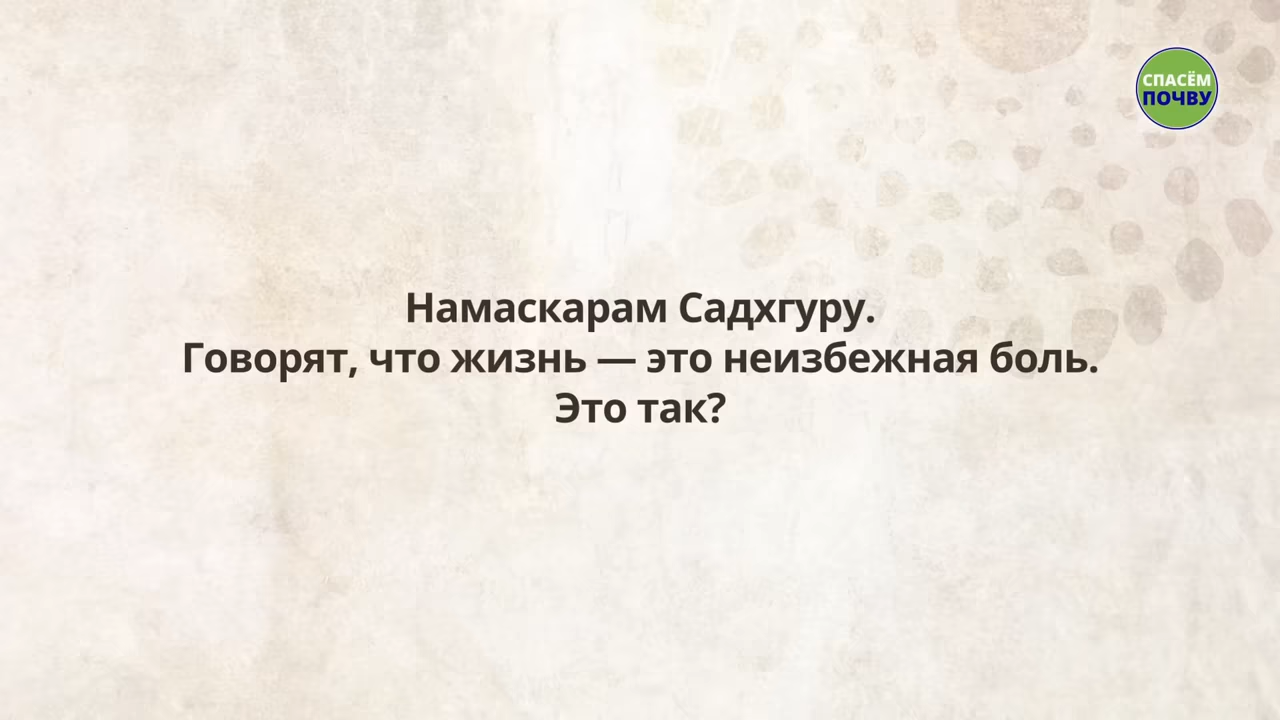 СПАСЁМ
ПОЧВУ
Намаскарам Садхгуру.
Говорят, что жизнь — это неизбежная боль.
Это так?